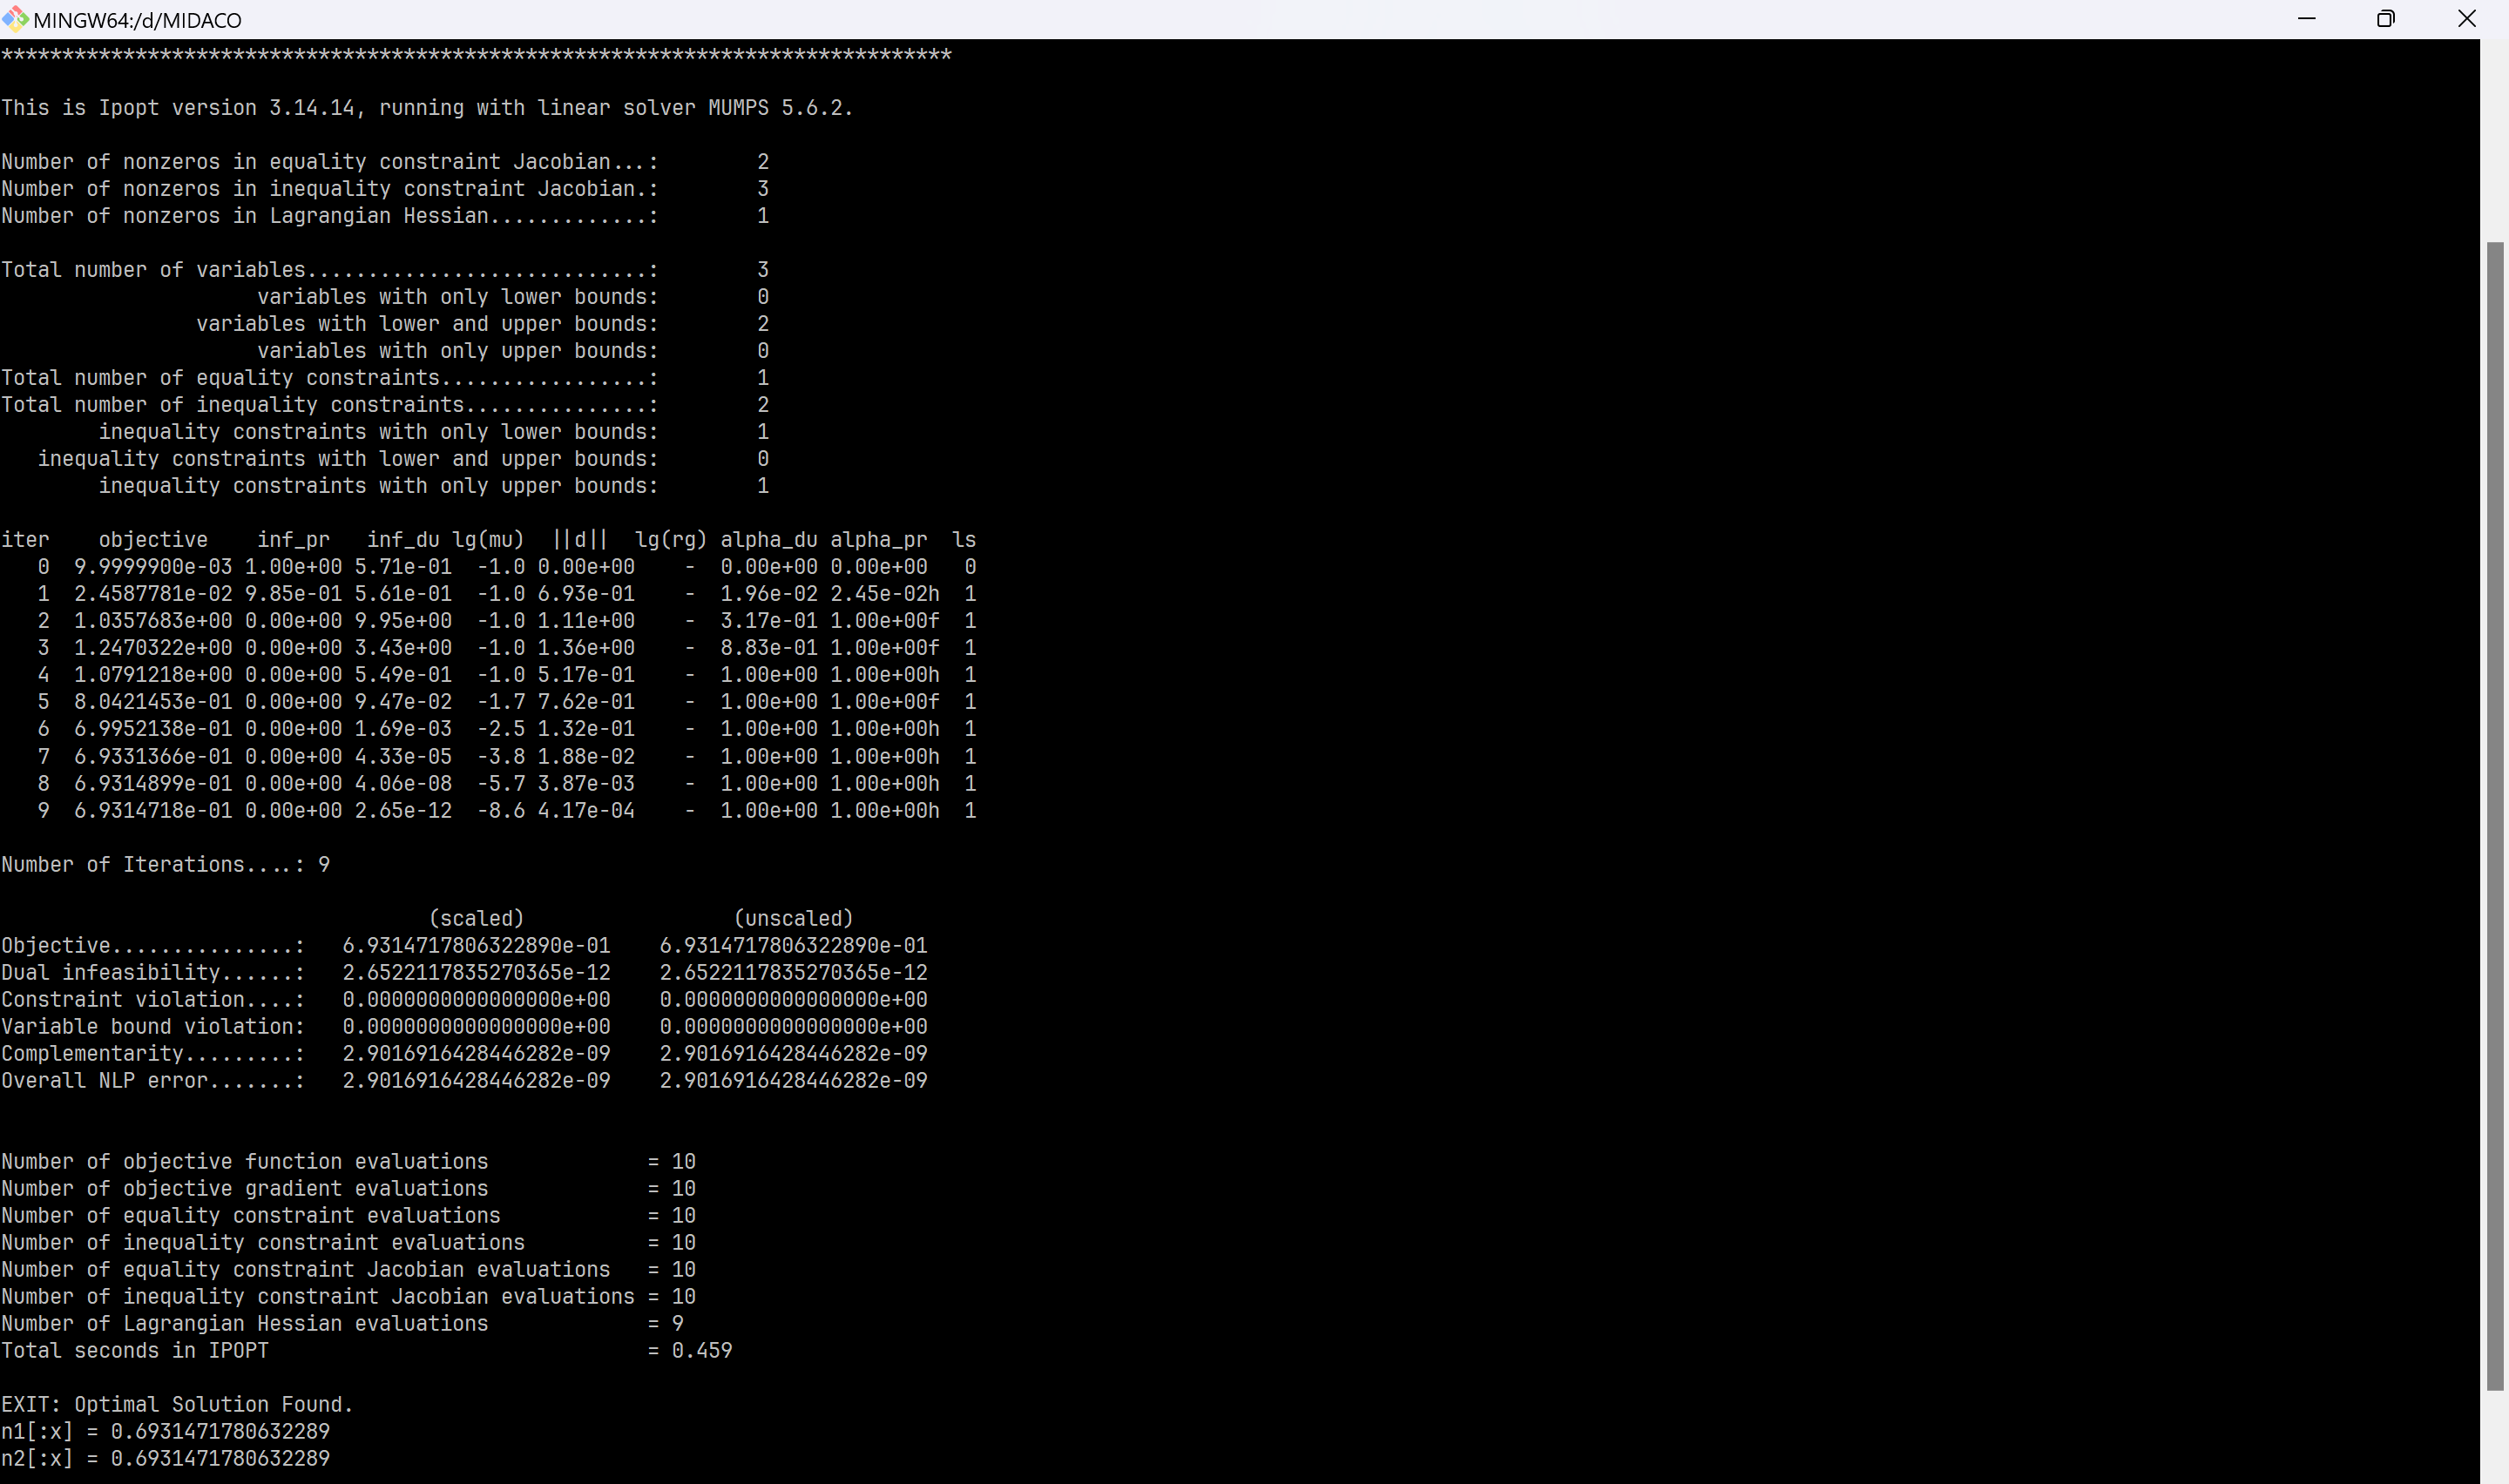 MINGW64:/d/MIDACO
******************************************************************************

This is Ipopt version 3.14.14, running with linear solver MUMPS 5.6.2.

Number of nonzeros in equality constraint Jacobian...:        2
Number of nonzeros in inequality constraint Jacobian.:        3
Number of nonzeros in Lagrangian Hessian.............:        1

Total number of variables............................:        3
                     variables with only lower bounds:        0
                variables with lower and upper bounds:        2
                     variables with only upper bounds:        0
Total number of equality constraints.................:        1
Total number of inequality constraints...............:        2
        inequality constraints with only lower bounds:        1
   inequality constraints with lower and upper bounds:        0
        inequality constraints with only upper bounds:        1

iter    objective    inf_pr   inf_du lg(mu)  ||d||  lg(rg) alpha_du alpha_pr  ls
   0  9.9999900e-03 1.00e+00 5.71e-01  -1.0 0.00e+00    -  0.00e+00 0.00e+00   0
   1  2.4587781e-02 9.85e-01 5.61e-01  -1.0 6.93e-01    -  1.96e-02 2.45e-02h  1
   2  1.0357683e+00 0.00e+00 9.95e+00  -1.0 1.11e+00    -  3.17e-01 1.00e+00f  1
   3  1.2470322e+00 0.00e+00 3.43e+00  -1.0 1.36e+00    -  8.83e-01 1.00e+00f  1
   4  1.0791218e+00 0.00e+00 5.49e-01  -1.0 5.17e-01    -  1.00e+00 1.00e+00h  1
   5  8.0421453e-01 0.00e+00 9.47e-02  -1.7 7.62e-01    -  1.00e+00 1.00e+00f  1
   6  6.9952138e-01 0.00e+00 1.69e-03  -2.5 1.32e-01    -  1.00e+00 1.00e+00h  1
   7  6.9331366e-01 0.00e+00 4.33e-05  -3.8 1.88e-02    -  1.00e+00 1.00e+00h  1
   8  6.9314899e-01 0.00e+00 4.06e-08  -5.7 3.87e-03    -  1.00e+00 1.00e+00h  1
   9  6.9314718e-01 0.00e+00 2.65e-12  -8.6 4.17e-04    -  1.00e+00 1.00e+00h  1

Number of Iterations....: 9

                                   (scaled)                 (unscaled)
Objective...............:   6.9314717806322890e-01    6.9314717806322890e-01
Dual infeasibility......:   2.6522117835270365e-12    2.6522117835270365e-12
Constraint violation....:   0.0000000000000000e+00    0.0000000000000000e+00
Variable bound violation:   0.0000000000000000e+00    0.0000000000000000e+00
Complementarity.........:   2.9016916428446282e-09    2.9016916428446282e-09
Overall NLP error.......:   2.9016916428446282e-09    2.9016916428446282e-09


Number of objective function evaluations             = 10
Number of objective gradient evaluations             = 10
Number of equality constraint evaluations            = 10
Number of inequality constraint evaluations          = 10
Number of equality constraint Jacobian evaluations   = 10
Number of inequality constraint Jacobian evaluations = 10
Number of Lagrangian Hessian evaluations             = 9
Total seconds in IPOPT                               = 0.459

EXIT: Optimal Solution Found.
n1[:x] = 0.6931471780632289
n2[:x] = 0.6931471780632289